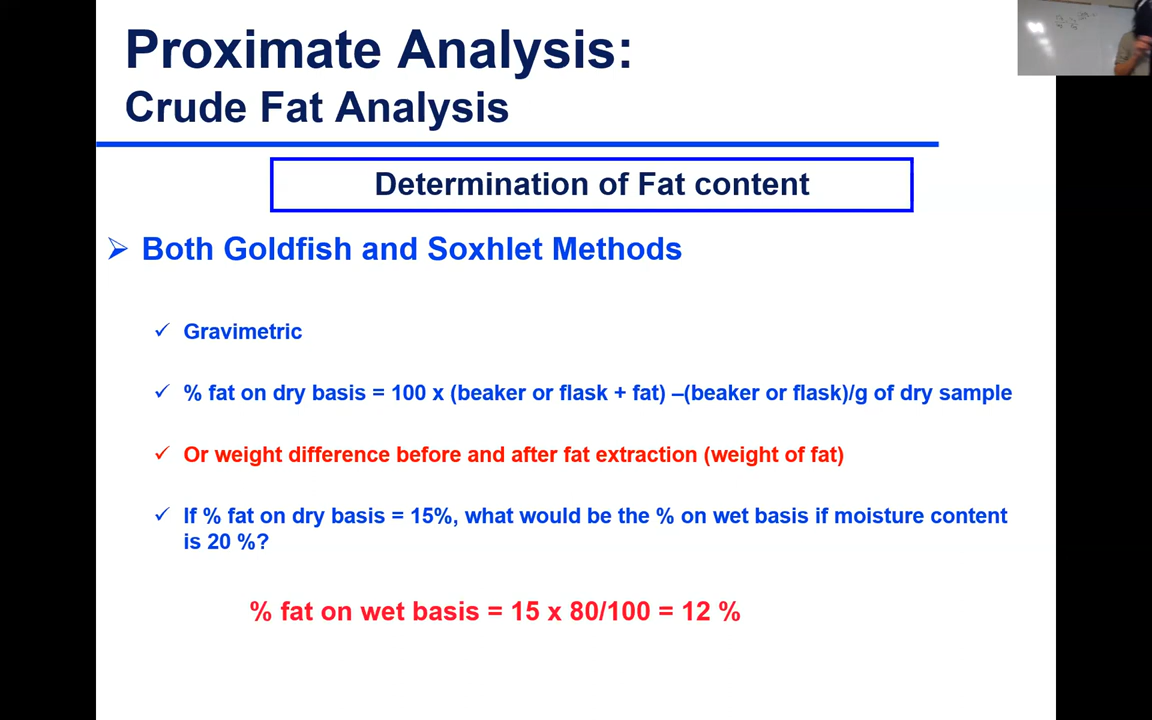 Proximate Analysis:
Crude Fat Analysis
Determination of Fat content
Both Goldfish and Soxhlet Methods
Gravimetric
% fat on dry basis = 100 x (beaker or flask + fat) –(beaker or flask)/g of dry sample
Or weight difference before and after fat extraction (weight of fat)
If % fat on dry basis = 15%, what would be the % on wet basis if moisture content
is 20 %?
% fat on wet basis = 15 x 80/100 = 12 %